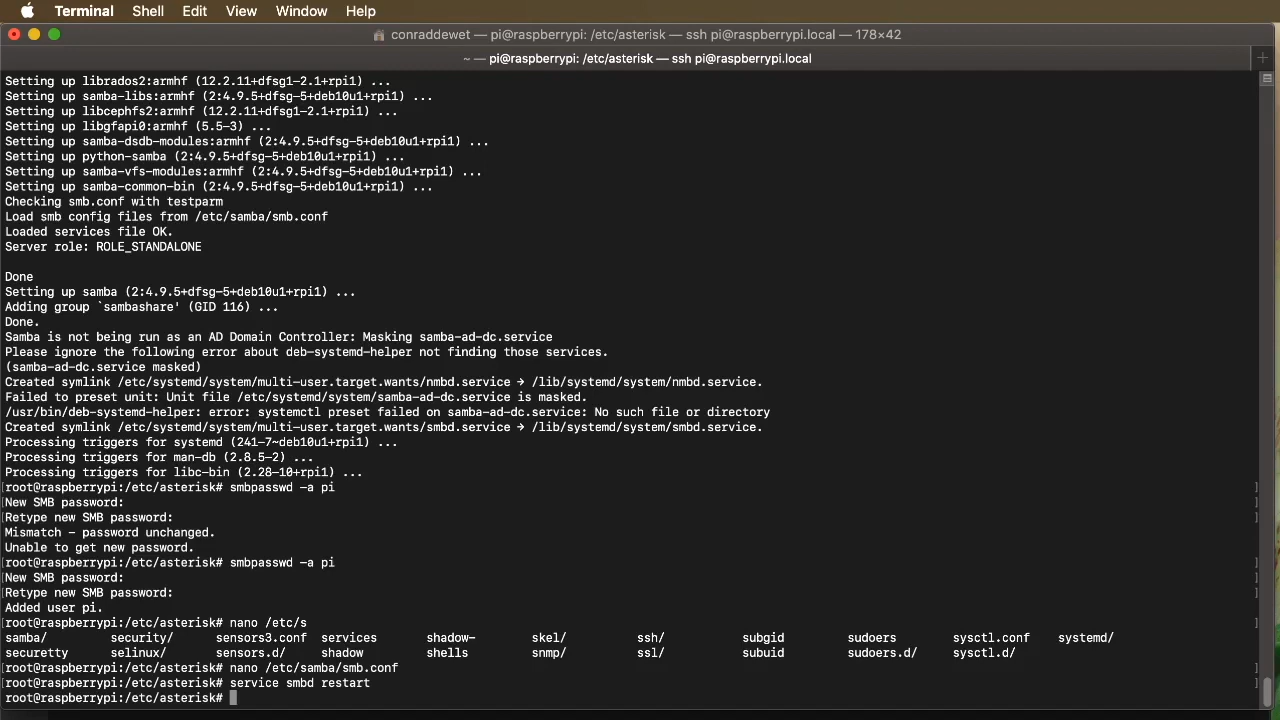 Terminal Shell Edit View Window Help
conraddewet — pi@raspberrypi: /etc/asterisk — ssh pi@raspberrypi.local — 178×42
~ — pi@raspberrypi: /etc/asterisk — ssh pi@raspberrypi.local +
Setting up librados2:armhf (12.2.11+dfsg1-2.1+rpi1) ...
Setting up samba-libs:armhf (2:4.9.5+dfsg-5+deb10u1+rpi1) ...
Setting up libcephfs2:armhf (12.2.11+dfsg1-2.1+rpi1) ...
Setting up libgfapi0:armhf (5.5-3) ...
Setting up samba-dsdb-modules:armhf (2:4.9.5+dfsg-5+deb10u1+rpi1) ...
Setting up python-samba (2:4.9.5+dfsg-5+deb10u1+rpi1) ...
Setting up samba-vfs-modules:armhf (2:4.9.5+dfsg-5+deb10u1+rpi1) ...
Setting up samba-common-bin (2:4.9.5+dfsg-5+deb10u1+rpi1) ...
Checking smb.conf with testparm
Load smb config files from /etc/samba/smb.conf
Loaded services file OK.
Server role: ROLE_STANDALONE
Done
Setting up samba (2:4.9.5+dfsg-5+deb10u1+rpi1) ...
Adding group `sambashare' (GID 116) ...
Done.
Samba is not being run as an AD Domain Controller: Masking samba-ad-dc.service
Please ignore the following error about deb-systemd-helper not finding those services.
(samba-ad-dc.service masked)
Created symlink /etc/systemd/system/multi-user.target.wants/nmbd.service → /lib/systemd/system/nmbd.service.
Failed to preset unit: Unit file /etc/systemd/system/samba-ad-dc.service is masked.
/usr/bin/deb-systemd-helper: error: systemctl preset failed on samba-ad-dc.service: No such file or directory
Created symlink /etc/systemd/system/multi-user.target.wants/smbd.service → /lib/systemd/system/smbd.service.
Processing triggers for systemd (241-7~deb10u1+rpi1) ...
Processing triggers for man-db (2.8.5-2) ...
Processing triggers for libc-bin (2.28-10+rpi1) ...
[root@raspberrypi:/etc/asterisk# smbpasswd -a pi ]
[New SMB password: ]
[Retype new SMB password: ]
Mismatch - password unchanged.
Unable to get new password.
[root@raspberrypi:/etc/asterisk# smbpasswd -a pi ]
[New SMB password: ]
[Retype new SMB password: ]
Added user pi.
[root@raspberrypi:/etc/asterisk# nano /etc/s ]
samba/ security/ sensors3.conf services shadow- skel/ ssh/ subgid sudoers sysctl.conf systemd/
securetty selinux/ sensors.d/ shadow shells snmp/ ssl/ subuid sudoers.d/ sysctl.d/
[root@raspberrypi:/etc/asterisk# nano /etc/samba/smb.conf ]
[root@raspberrypi:/etc/asterisk# service smbd restart ]
root@raspberrypi:/etc/asterisk#